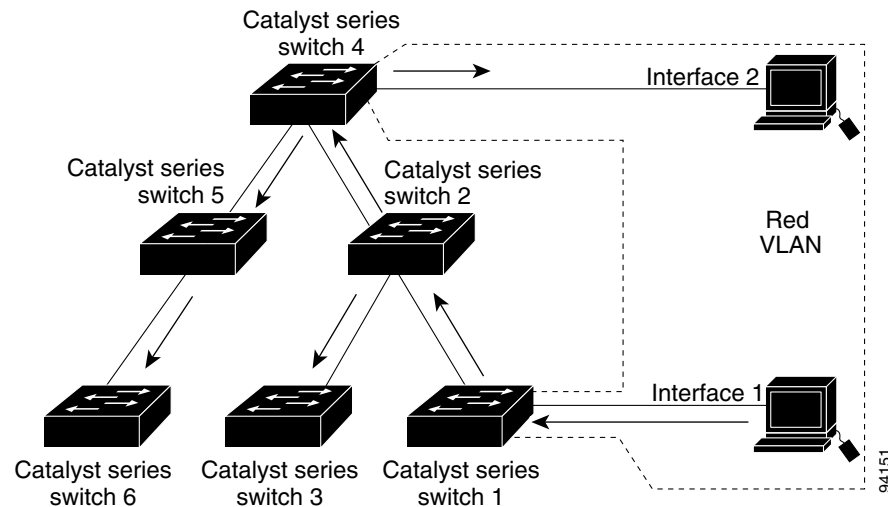 Catalyst series
switch 4
Interface 2
Catalyst series
switch 5
Catalyst series
switch 2
Red
VLAN
Interface 1
Catalyst series
switch 6
Catalyst series
switch 3
Catalyst series
switch 1
94151